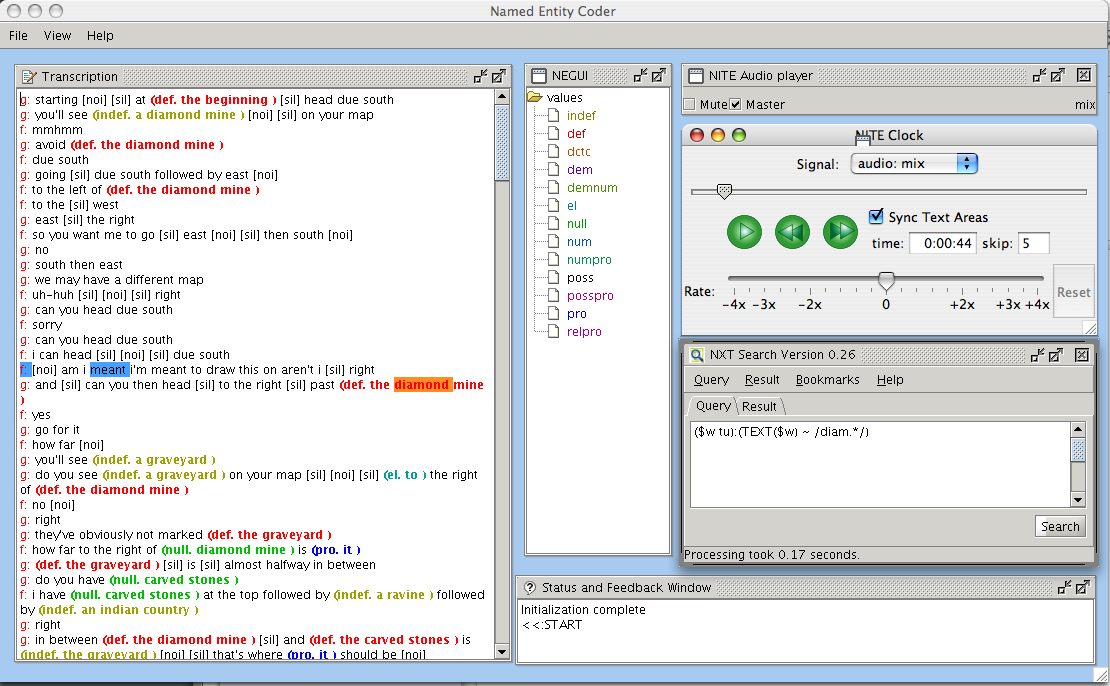 Named Entity Coder
File View Help
Transcription
g: starting [noi] [sil] at (def. the beginning ) [sil] head due south
g: you'll see (indef. a diamond mine ) [noi] [sil] on your map
f: mmhmm
g: avoid (def. the diamond mine )
f: due south
g: going [sil] due south followed by east [noi]
f: to the left of (def. the diamond mine )
f: to the [sil] west
g: east [sil] the right
f: so you want me to go [sil] east [noi] [sil] then south [noi]
g: no
g: south then east
g: we may have a different map
f: uh-huh [sil] [noi] [sil] right
g: can you head due south
f: sorry
g: can you head due south
f: i can head [sil] [noi] [sil] due south
f: [noi] am i meant i'm meant to draw this on aren't i [sil] right
g: and [sil] can you then head [sil] to the right [sil] past (def. the diamond mine
)
f: yes
g: go for it
f: how far [noi]
g: you'll see (indef. a graveyard )
g: do you see (indef. a graveyard ) on your map [sil] [noi] [sil] (el. to ) the right
of (def. the diamond mine )
f: no [noi]
g: right
g: they've obviously not marked (def. the graveyard )
f: how far to the right of (null. diamond mine ) is (pro. it )
g: (def. the graveyard ) [sil] is [sil] almost halfway in between
g: do you have (null. carved stones )
f: i have (null. carved stones ) at the top followed by (indef. a ravine ) followed
by (indef. an indian country )
g: right
g: in between (def. the diamond mine ) [sil] and (def. the carved stones ) is
(indef. the graveyard ) [noi] [sil] that's where (pro. it ) should be [noi]
NEGUI
values
indef
def
dctc
dem
demnum
el
null
num
numpro
poss
posspro
pro
relpro
NITE Audio player
Mute Master mix
NITE Clock
Signal: audio: mix
Sync Text Areas
time: 0:00:44 skip: 5
Rate: Reset
-4x -3x -2x 0 +2x +3x +4x
NXT Search Version 0.26
Query Result Bookmarks Help
Query Result
($w tu):(TEXT($w) ~ /diam.*/)
Search
Processing took 0.17 seconds.
Status and Feedback Window
Initialization complete
<<:START